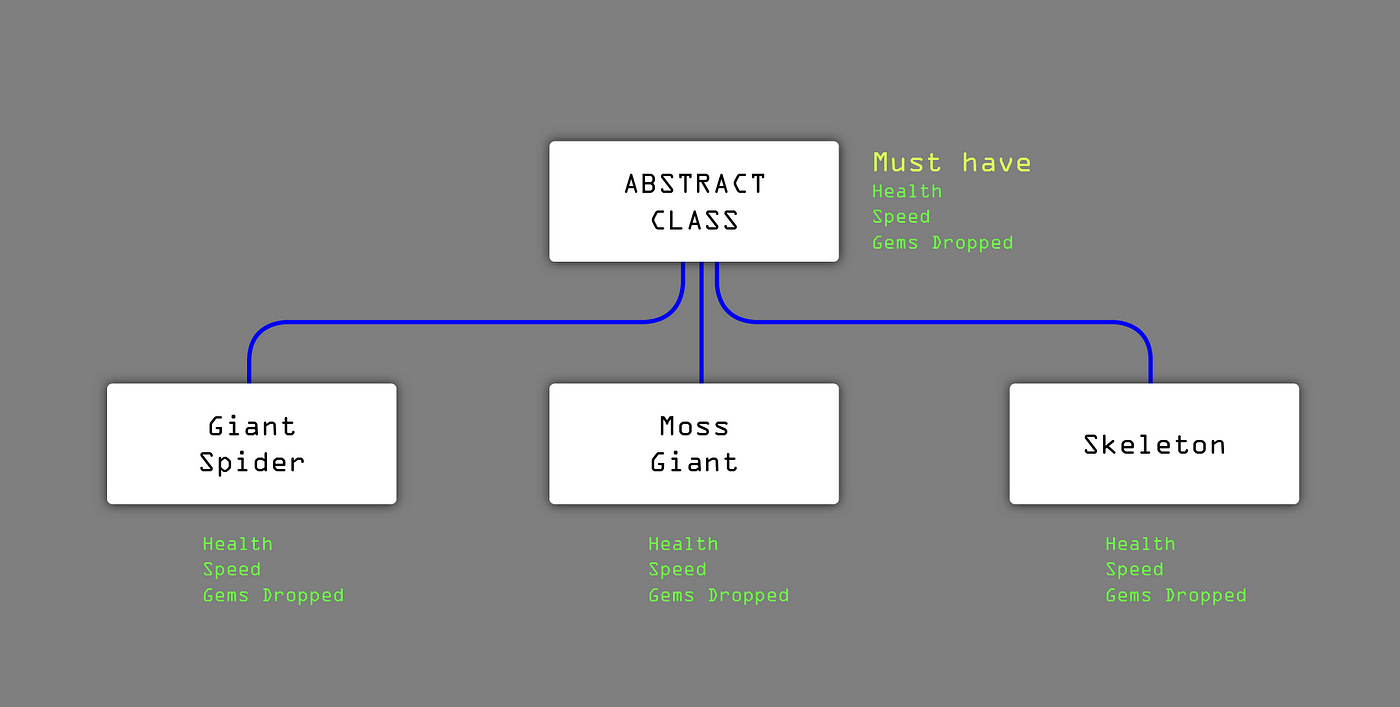 ABSTRACT
CLASS
Must have
Health
Speed
Gems Dropped
Giant
Spider
Moss
Giant
Skeleton
Health
Speed
Gems Dropped
Health
Speed
Gems Dropped
Health
Speed
Gems Dropped